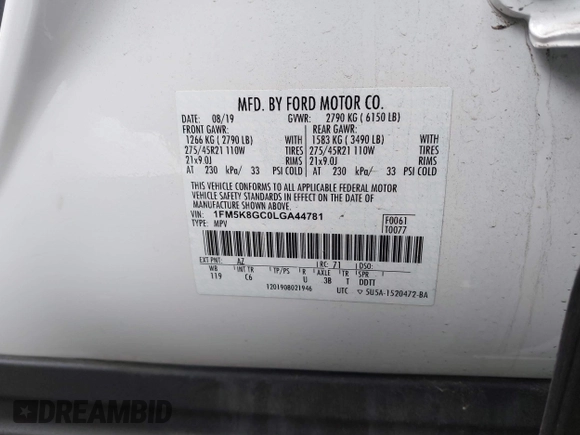 MFD. BY FORD MOTOR CO.
DATE: 08/19 GVWR: 2790 KG ( 6150 LB)
FRONT GAWR: REAR GAWR:
1266 KG ( 2790 LB) WITH 1583 KG ( 3490 LB) WITH
275/45R21 110W TIRES 275/45R21 110W TIRES
21x9.0J RIMS 21x9.0J RIMS
AT 230 kPa/ 33 PSI COLD AT 230 kPa/ 33 PSI COLD
THIS VEHICLE CONFORMS TO ALL APPLICABLE FEDERAL MOTOR
VEHICLE SAFETY STANDARDS IN EFFECT ON THE DATE OF
MANUFACTURE SHOWN ABOVE.
VIN: 1FM5K8GC0LGA44781 F0061
TYPE: MPV T0077
EXT PNT: AZ RC: 71 DSO:
WB INT TR TP/PS R AXLE TR SPR
119 C6 U 3B T DDTT
1201908021946 UTC ▽ 5U5A-1520472-BA
DREAMBID